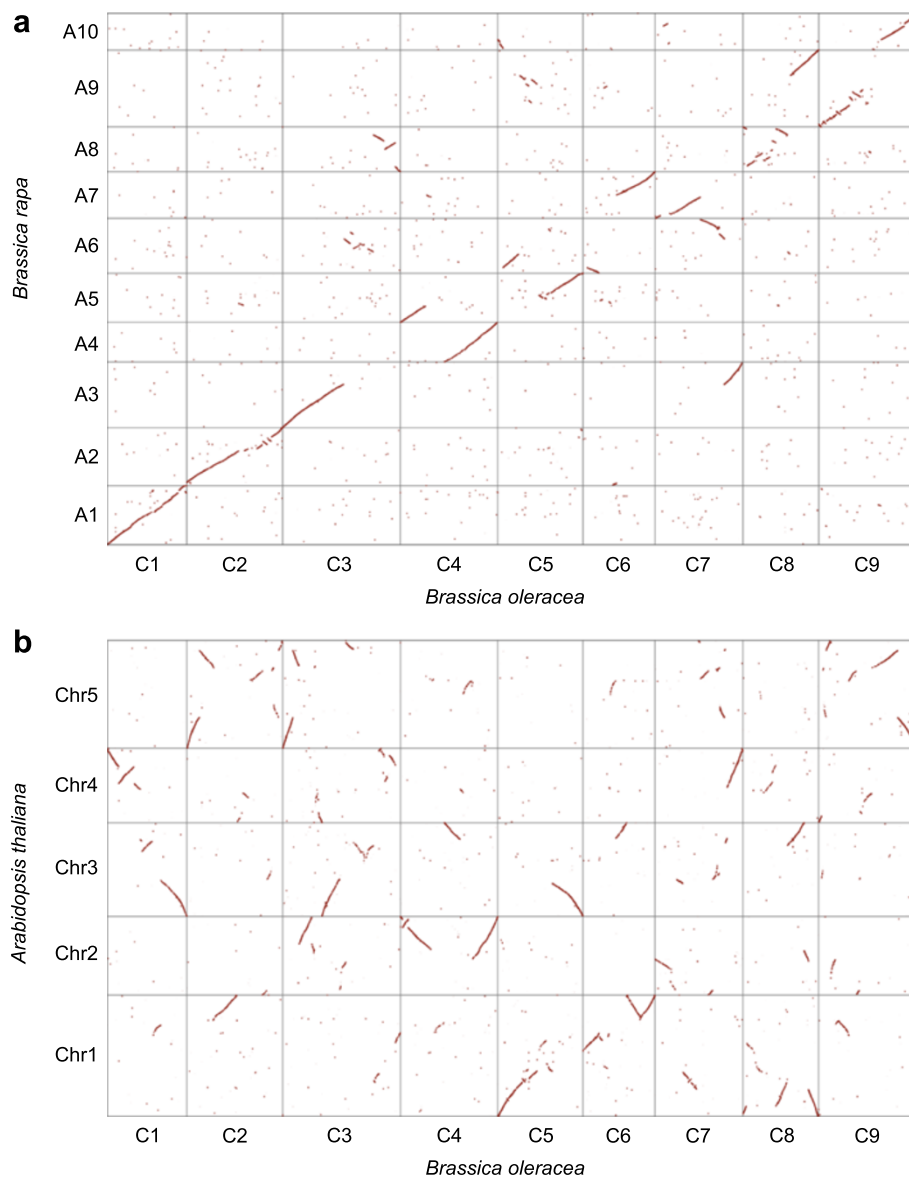 a
A10
A9
A8
A7
A6
A5
A4
A3
A2
A1
Brassica rapa
C1 C2 C3 C4 C5 C6 C7 C8 C9
Brassica oleracea
b
Chr5
Chr4
Chr3
Chr2
Chr1
Arabidopsis thaliana
C1 C2 C3 C4 C5 C6 C7 C8 C9
Brassica oleracea